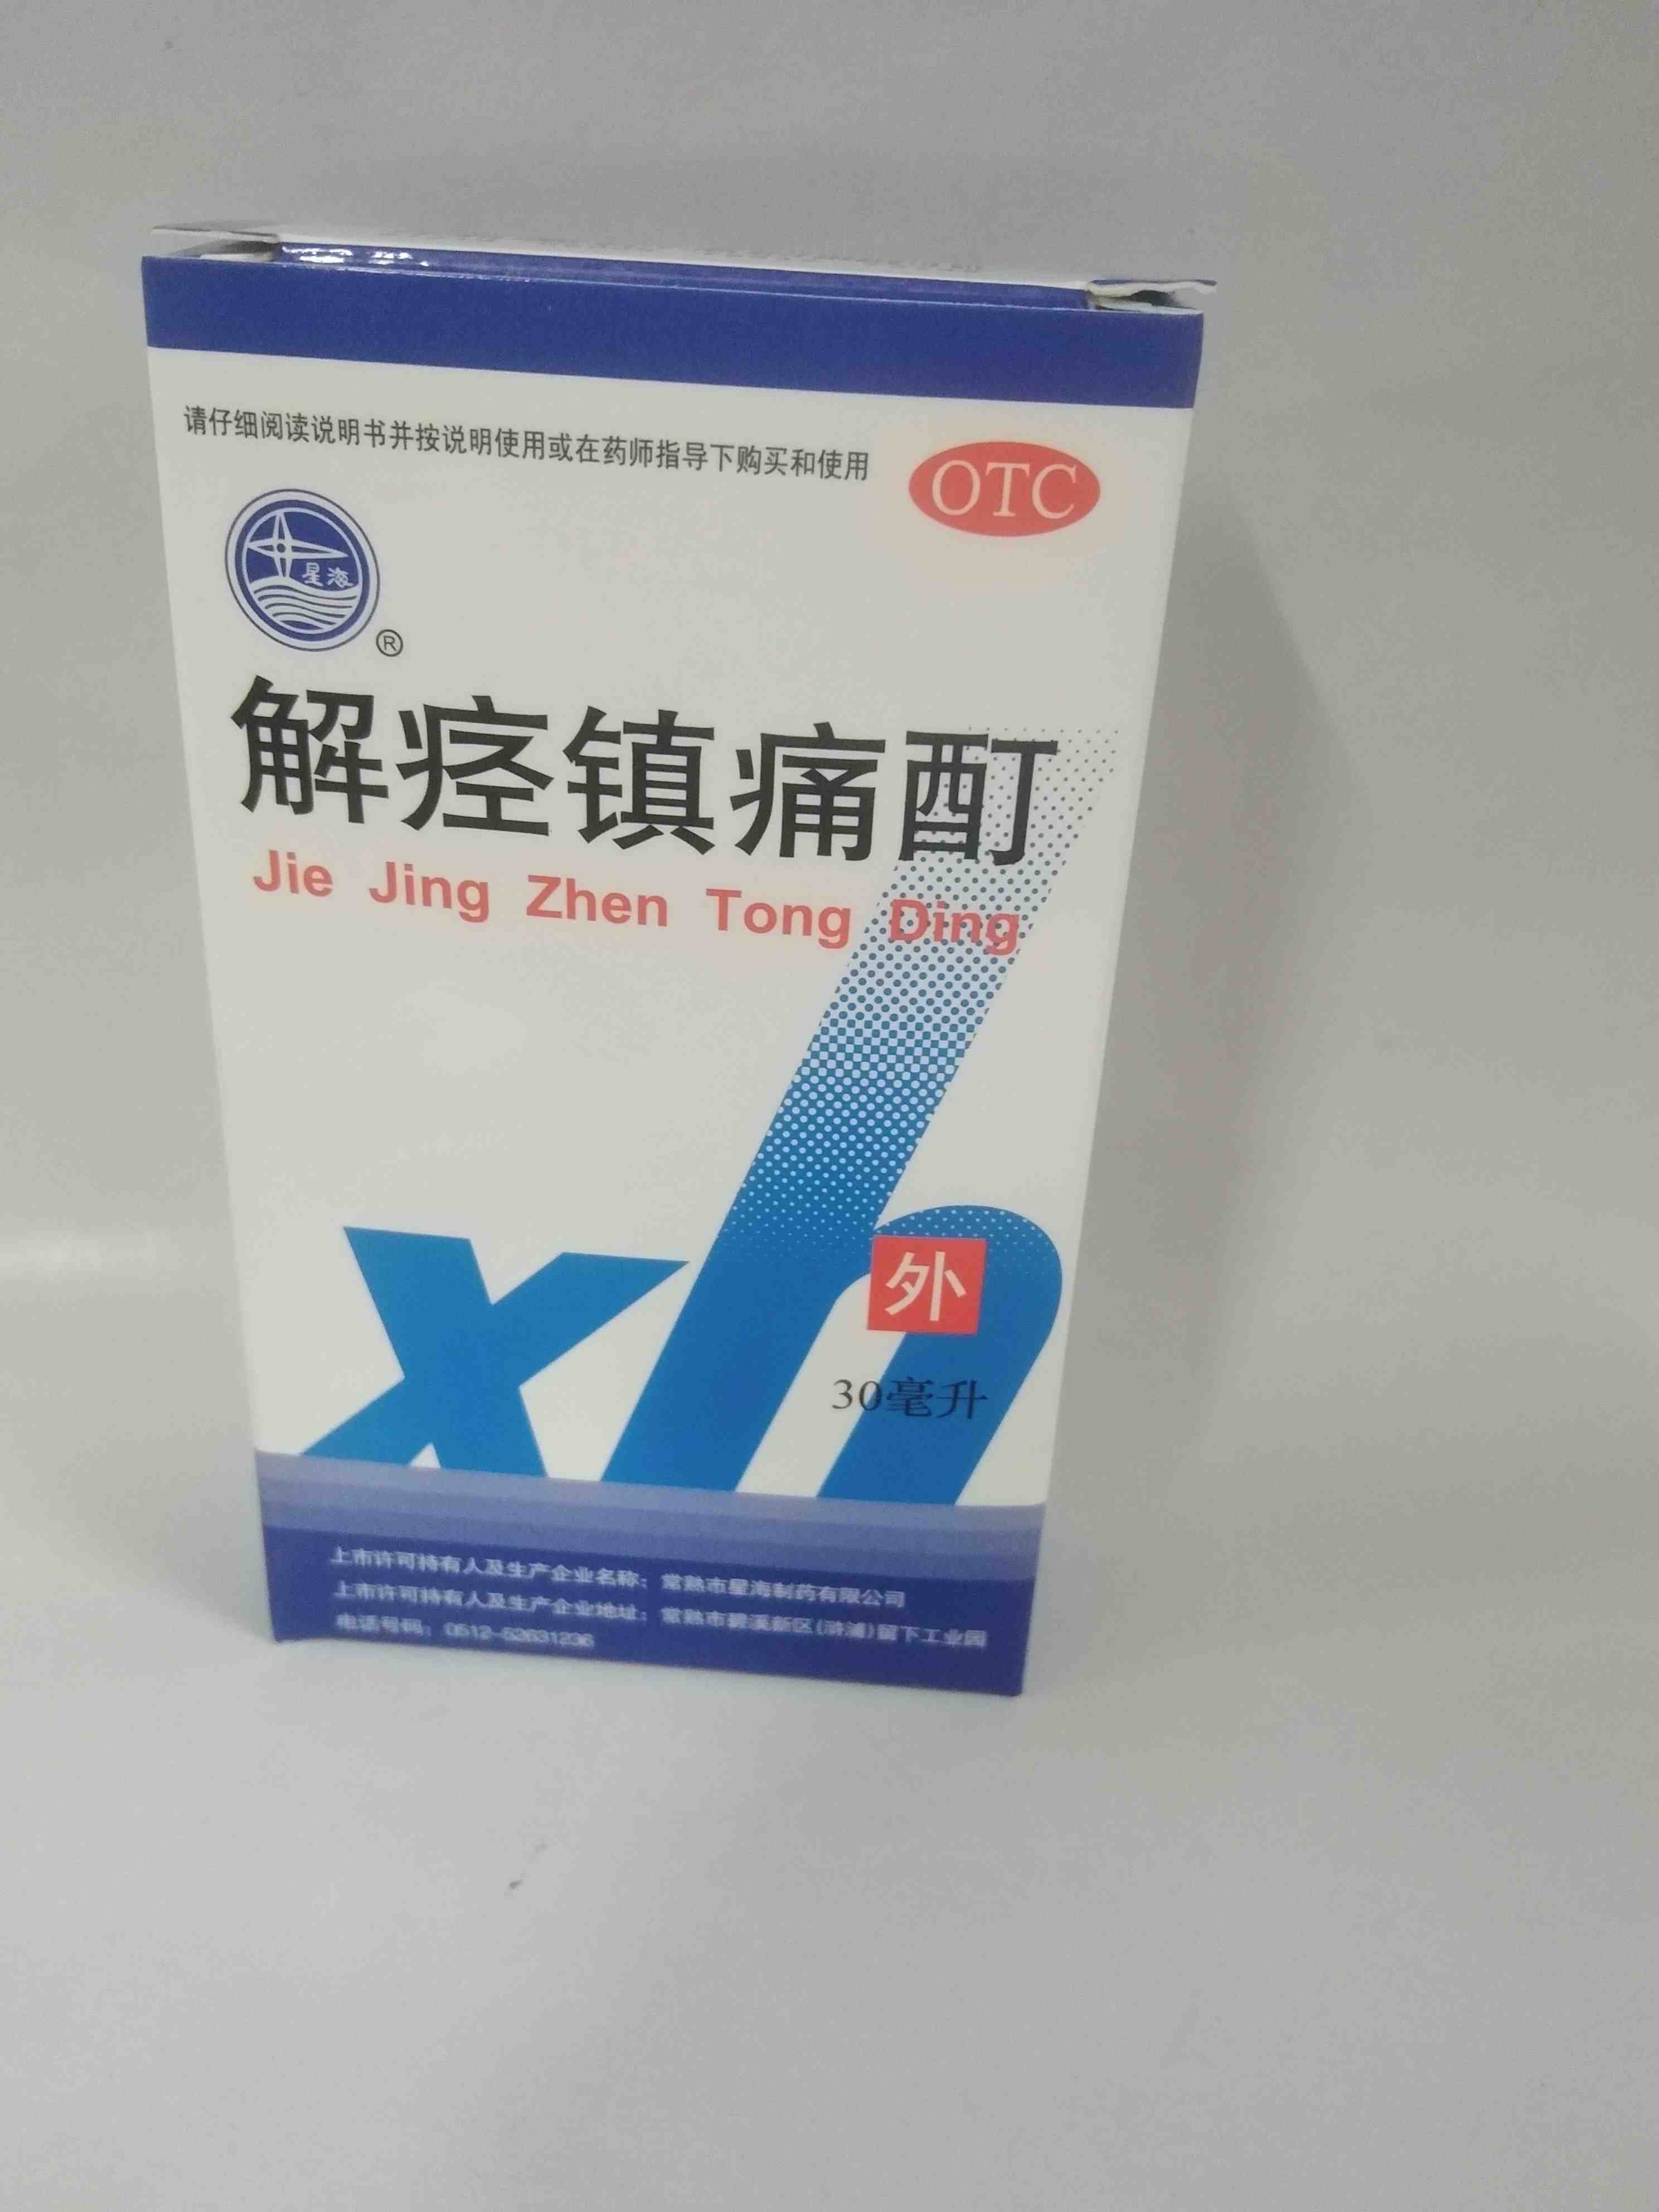 请仔细阅读说明书并按说明使用或在药师指导下购买和使用
OTC
星海
®
解痉镇痛酊
Jie Jing Zhen Tong Ding
xh
外
30毫升
上市许可持有人及生产企业名称：常熟市星海制药有限公司
上市许可持有人及生产企业地址：常熟市碧溪新区(浒浦)留下工业园
电话号码：0512-52631236